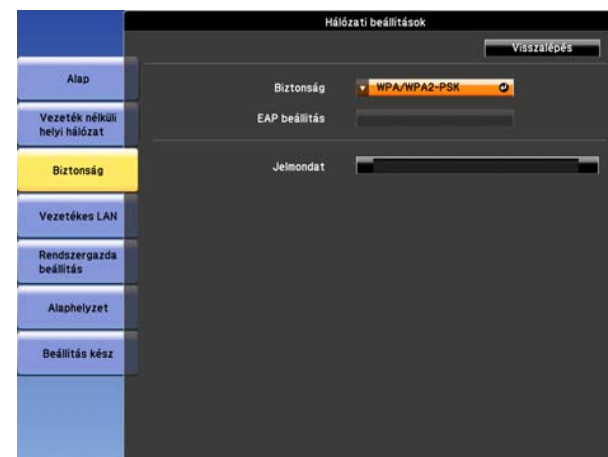 Hálózati beállítások
Visszalépés
Alap
Vezeték nélküli
helyi hálózat
Biztonság
Vezetékes LAN
Rendszergazda
beállítás
Alaphelyzet
Beállítás kész
Biztonság WPA/WPA2-PSK
EAP beállítás
Jelmondat